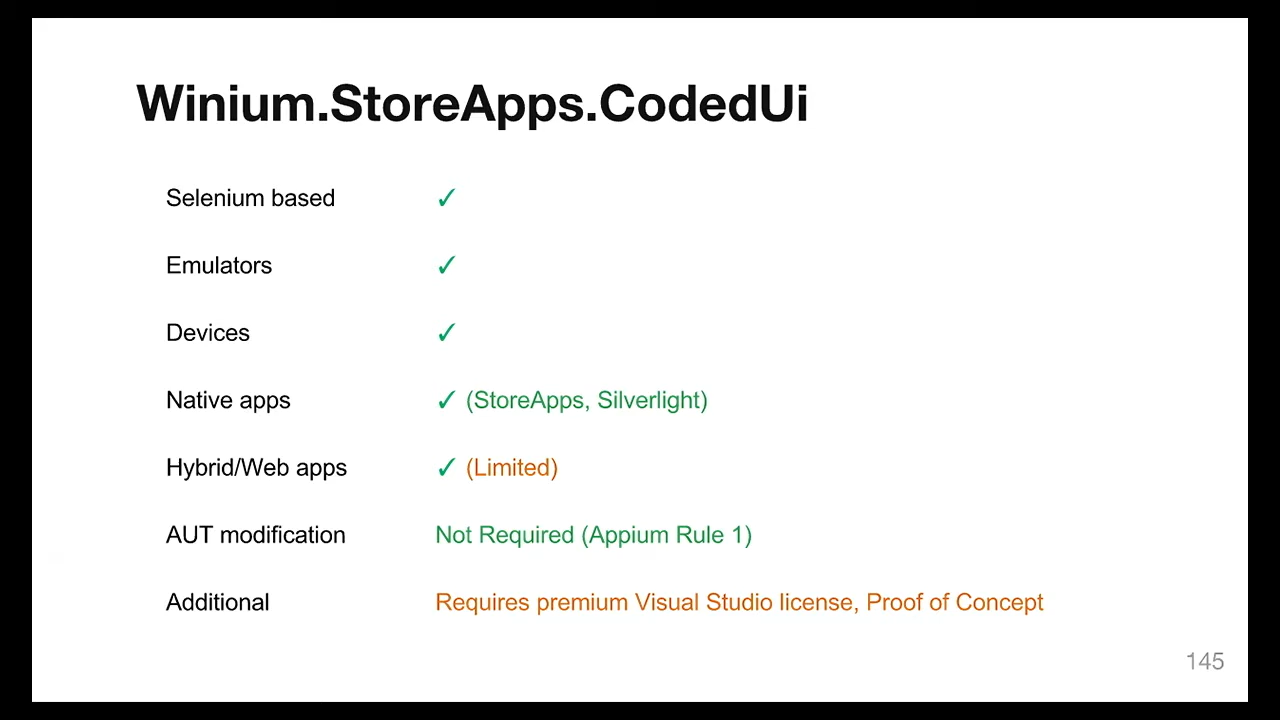 Winium.StoreApps.CodedUi
Selenium based ✓
Emulators ✓
Devices ✓
Native apps ✓ (StoreApps, Silverlight)
Hybrid/Web apps ✓ (Limited)
AUT modification Not Required (Appium Rule 1)
Additional Requires premium Visual Studio license, Proof of Concept
145